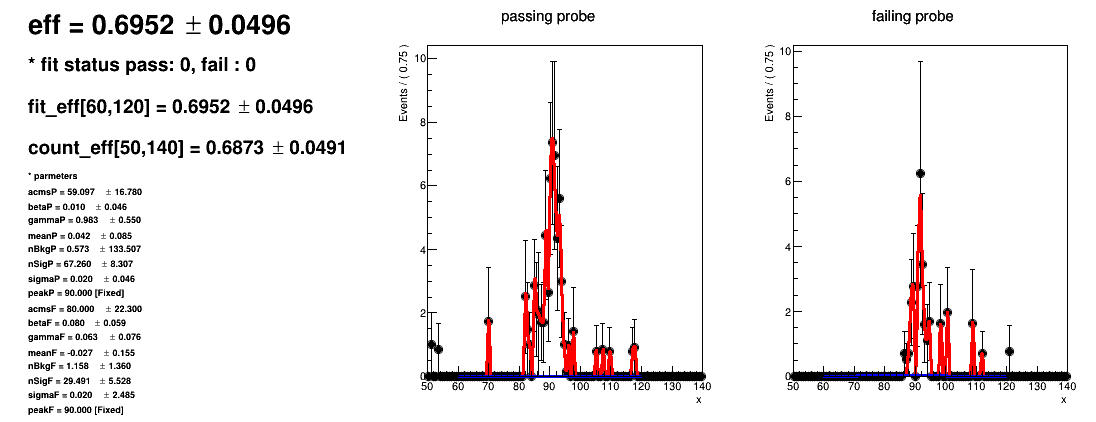 eff = 0.6952 ± 0.0496
* fit status pass: 0, fail : 0
fit_eff[60,120] = 0.6952 ± 0.0496
count_eff[50,140] = 0.6873 ± 0.0491
* parmeters
acmsP = 59.097 ± 16.780
betaP = 0.010 ± 0.046
gammaP = 0.983 ± 0.550
meanP = 0.042 ± 0.085
nBkgP = 0.573 ± 133.507
nSigP = 67.260 ± 8.307
sigmaP = 0.020 ± 0.046
peakP = 90.000 [Fixed]
acmsF = 80.000 ± 22.300
betaF = 0.080 ± 0.059
gammaF = 0.063 ± 0.076
meanF = -0.027 ± 0.155
nBkgF = 1.158 ± 1.360
nSigF = 29.491 ± 5.528
sigmaF = 0.020 ± 2.485
peakF = 90.000 [Fixed]
passing probe
Events / ( 0.75 )
10
8
6
4
2
0
50 60 70 80 90 100 110 120 130 140
x
failing probe
Events / ( 0.75 )
10
8
6
4
2
0
50 60 70 80 90 100 110 120 130 140
x